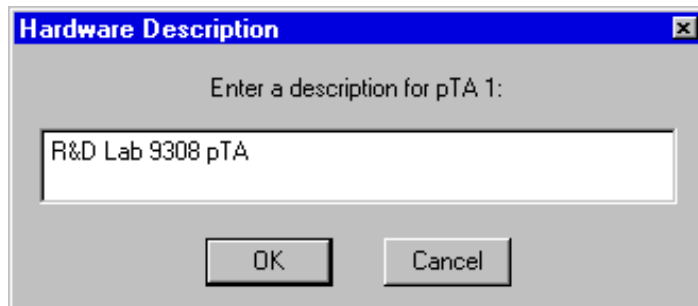 Hardware Description
Enter a description for pTA 1:
R&D Lab 9308 pTA
OK Cancel